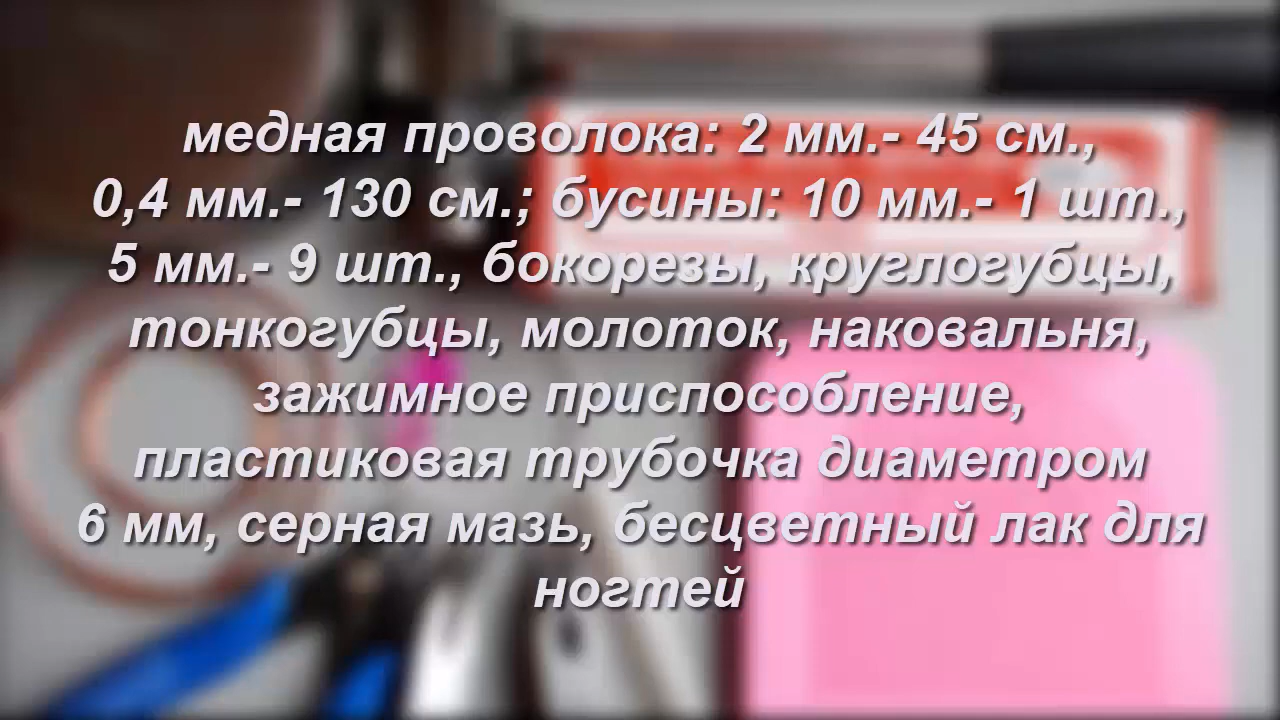 медная проволока: 2 мм.- 45 см.,
0,4 мм.- 130 см.; бусины: 10 мм.- 1 шт.,
5 мм.- 9 шт., бокорезы, круглогубцы,
тонкогубцы, молоток, наковальня,
зажимное приспособление,
пластиковая трубочка диаметром
6 мм, серная мазь, бесцветный лак для
ногтей